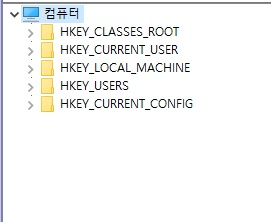 컴퓨터
HKEY_CLASSES_ROOT
HKEY_CURRENT_USER
HKEY_LOCAL_MACHINE
HKEY_USERS
HKEY_CURRENT_CONFIG